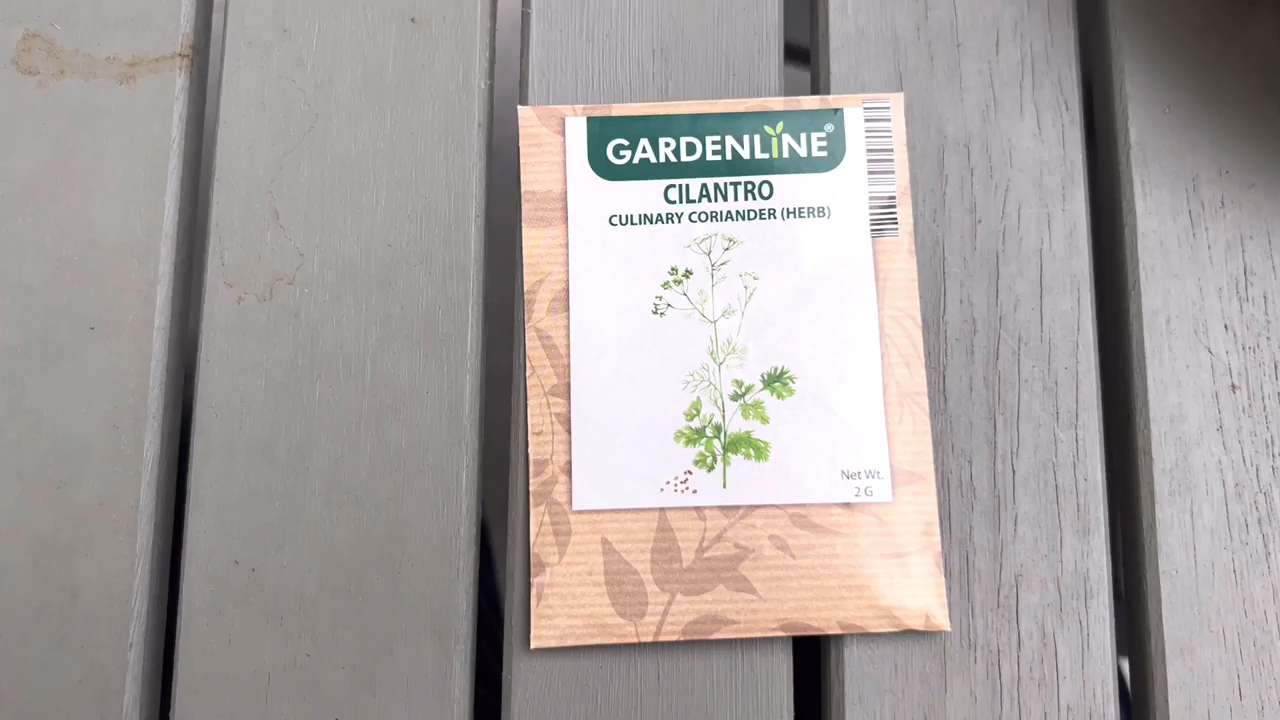 GARDENLINE®
CILANTRO
CULINARY CORIANDER (HERB)
Net Wt.
2 G